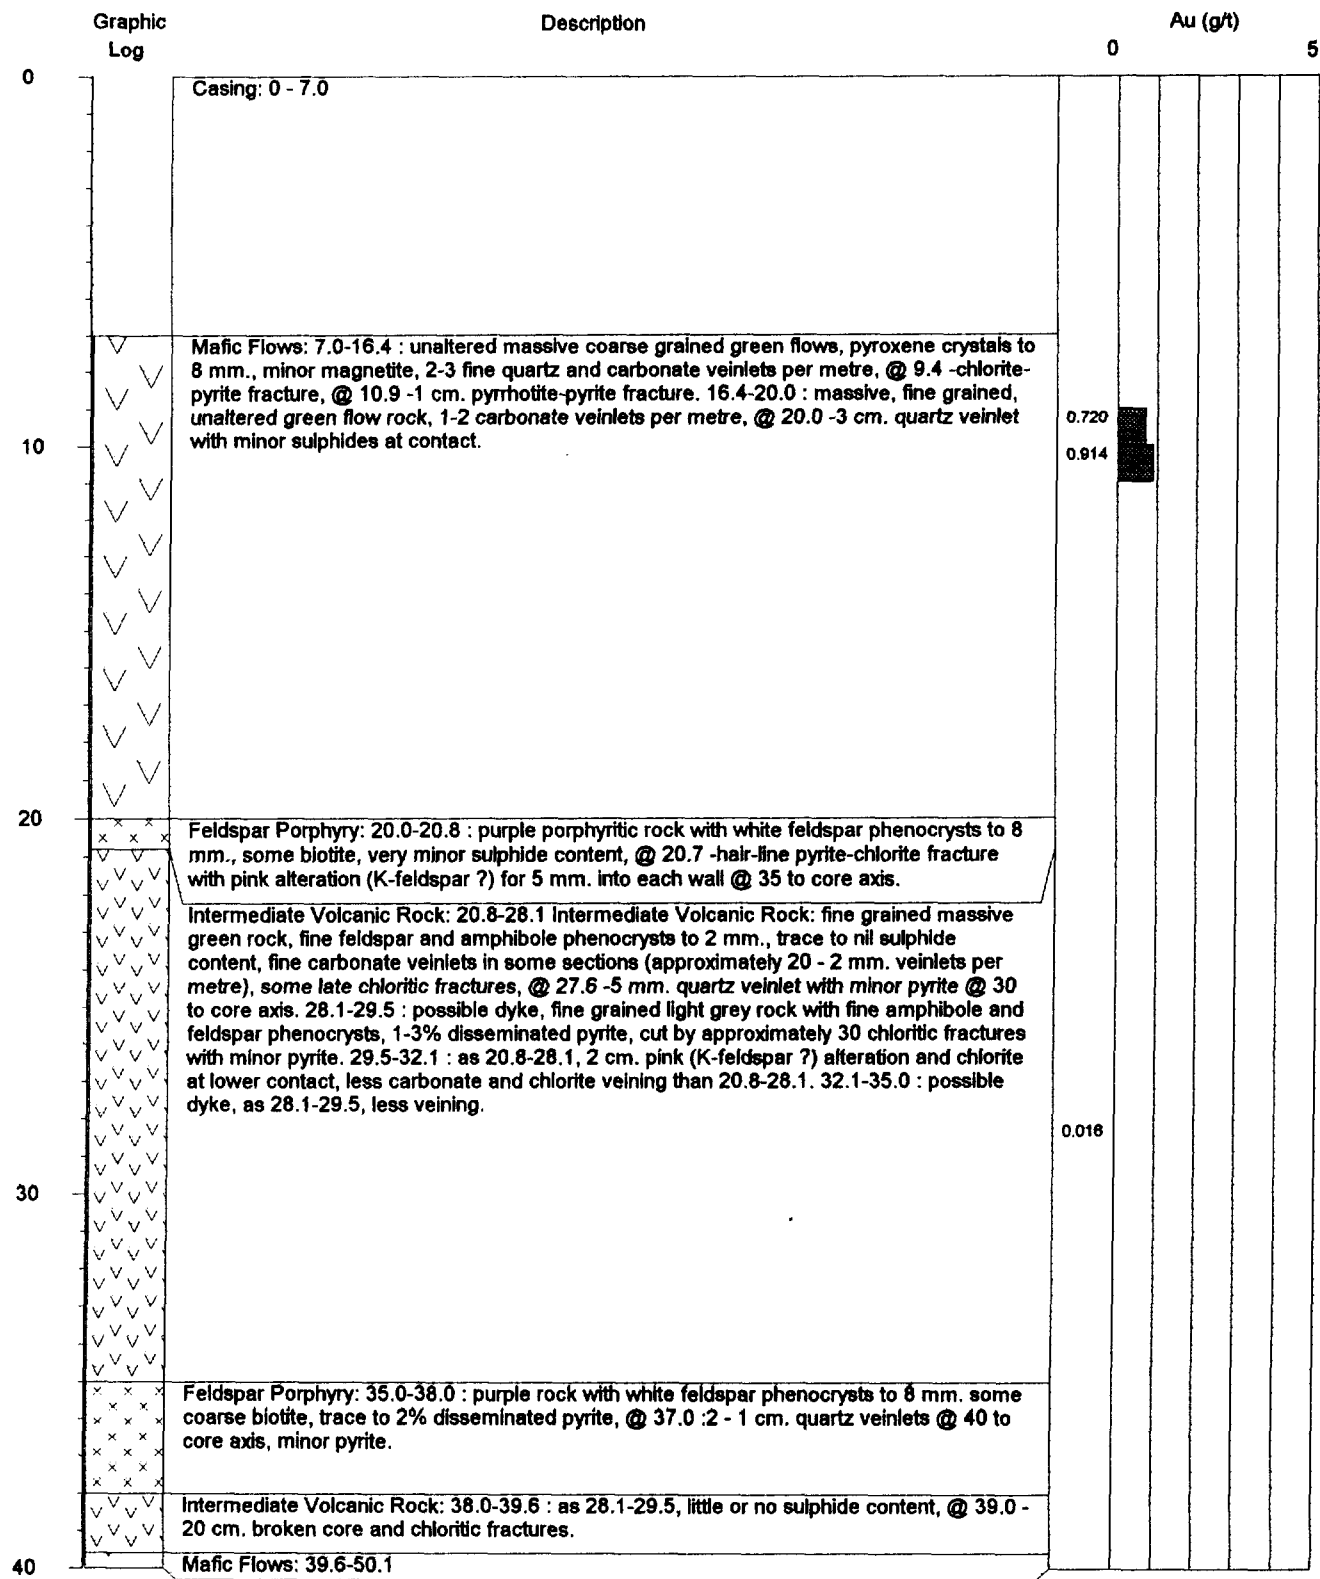 Graphic Log
Description
Au (g/t)
0 5
0
Casing: 0 - 7.0
Mafic Flows: 7.0-16.4 : unaltered massive coarse grained green flows, pyroxene crystals to
8 mm., minor magnetite, 2-3 fine quartz and carbonate veinlets per metre, @ 9.4 -chlorite-
pyrite fracture, @ 10.9 -1 cm. pyrrhotite-pyrite fracture. 16.4-20.0 : massive, fine grained,
unaltered green flow rock, 1-2 carbonate veinlets per metre, @ 20.0 -3 cm. quartz veinlet
with minor sulphides at contact.
0.720
10
0.914
20
Feldspar Porphyry: 20.0-20.8 : purple porphyritic rock with white feldspar phenocrysts to 8
mm., some biotite, very minor sulphide content, @ 20.7 -hair-line pyrite-chlorite fracture
with pink alteration (K-feldspar ?) for 5 mm. into each wall @ 35 to core axis.
Intermediate Volcanic Rock: 20.8-28.1 Intermediate Volcanic Rock: fine grained massive
green rock, fine feldspar and amphibole phenocrysts to 2 mm., trace to nil sulphide
content, fine carbonate veinlets in some sections (approximately 20 - 2 mm. veinlets per
metre), some late chloritic fractures, @ 27.6 -5 mm. quartz veinlet with minor pyrite @ 30
to core axis. 28.1-29.5 : possible dyke, fine grained light grey rock with fine amphibole and
feldspar phenocrysts, 1-3% disseminated pyrite, cut by approximately 30 chloritic fractures
with minor pyrite. 29.5-32.1 : as 20.8-28.1, 2 cm. pink (K-feldspar ?) alteration and chlorite
at lower contact, less carbonate and chlorite veining than 20.8-28.1. 32.1-35.0 : possible
dyke, as 28.1-29.5, less veining.
0.016
30
Feldspar Porphyry: 35.0-38.0 : purple rock with white feldspar phenocrysts to 8 mm. some
coarse biotite, trace to 2% disseminated pyrite, @ 37.0 :2 - 1 cm. quartz veinlets @ 40 to
core axis, minor pyrite.
Intermediate Volcanic Rock: 38.0-39.6 : as 28.1-29.5, little or no sulphide content, @ 39.0 -
20 cm. broken core and chloritic fractures.
40
Mafic Flows: 39.6-50.1